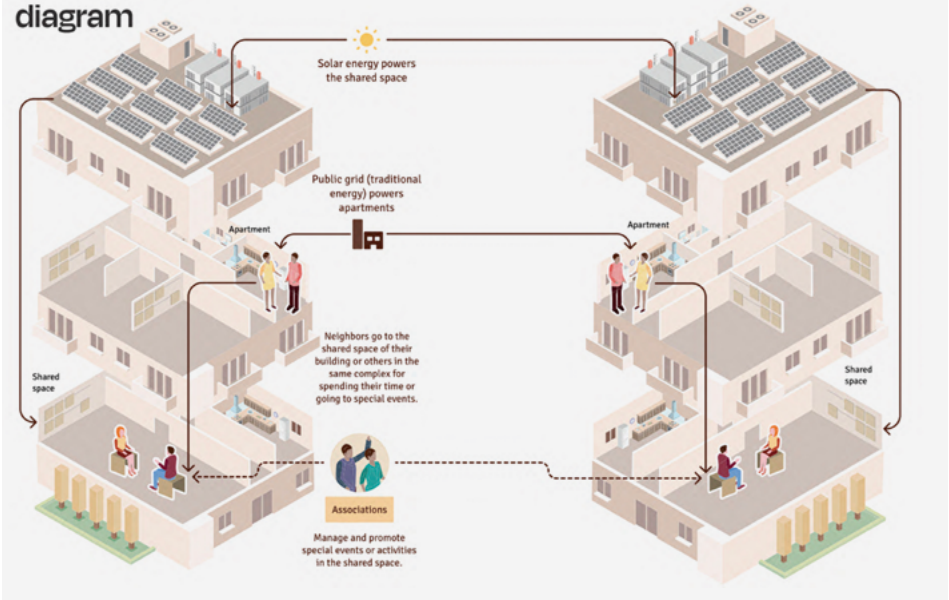 diagram
Solar energy powers
the shared space
Public grid (traditional
energy) powers
apartments
Apartment
Apartment
Neighbors go to the
shared space of their
building or others in the
same complex for
spending their time or
going to special events.
Shared
space
Shared
space
Associations
Manage and promote
special events or activities
in the shared space.